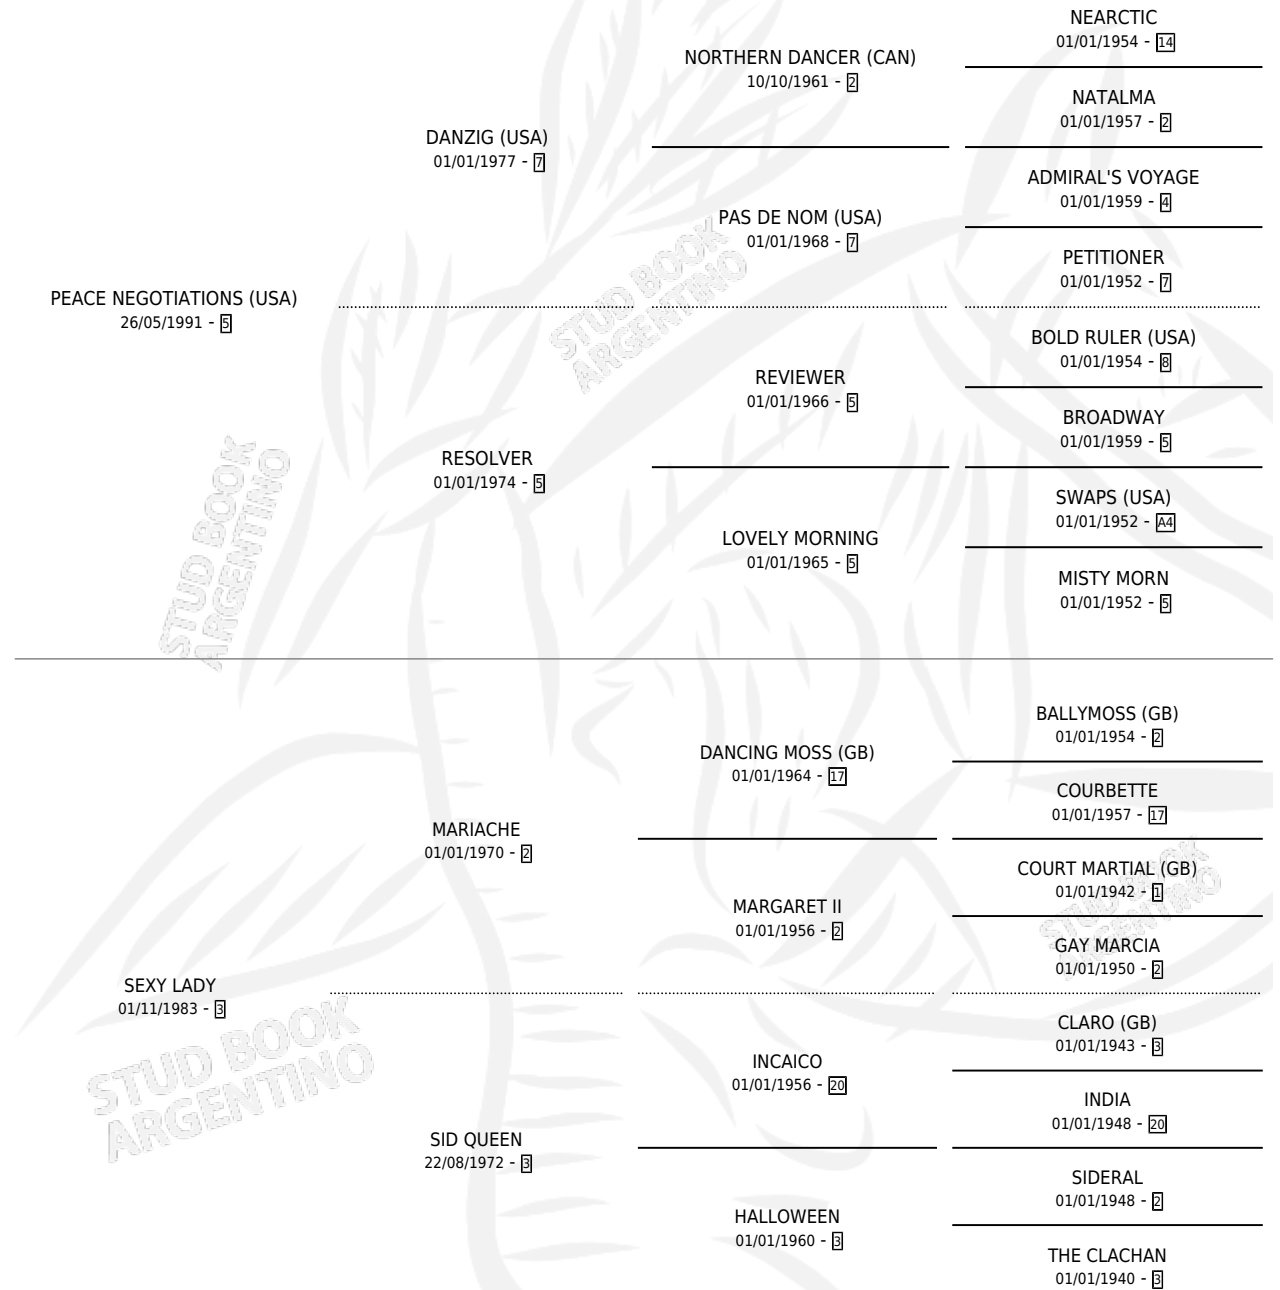 NEARCTIC
01/01/1954 - 14
NORTHERN DANCER (CAN)
10/10/1961 - 2
NATALMA
01/01/1957 - 2
DANZIG (USA)
01/01/1977 - 7
ADMIRAL'S VOYAGE
01/01/1959 - 4
PAS DE NOM (USA)
01/01/1968 - 7
PETITIONER
01/01/1952 - 7
PEACE NEGOTIATIONS (USA)
26/05/1991 - 5
BOLD RULER (USA)
01/01/1954 - 8
REVIEWER
01/01/1966 - 5
BROADWAY
01/01/1959 - 5
RESOLVER
01/01/1974 - 5
SWAPS (USA)
01/01/1952 - A4
LOVELY MORNING
01/01/1965 - 5
MISTY MORN
01/01/1952 - 5
BALLYMOSS (GB)
01/01/1954 - 2
DANCING MOSS (GB)
01/01/1964 - 17
COURBETTE
01/01/1957 - 17
MARIACHE
01/01/1970 - 2
COURT MARTIAL (GB)
01/01/1942 - 1
MARGARET II
01/01/1956 - 2
GAY MARCIA
01/01/1950 - 2
SEXY LADY
01/11/1983 - 3
CLARO (GB)
01/01/1943 - 3
INCAICO
01/01/1956 - 20
INDIA
01/01/1948 - 20
SID QUEEN
22/08/1972 - 3
SIDERAL
01/01/1948 - 2
HALLOWEEN
01/01/1960 - 3
THE CLACHAN
01/01/1940 - 3
STUD BOOK
ARGENTINO
STUD BOOK
ARGENTINO
STUD BOOK
ARGENTINO
STUD BOOK
ARGENTINO